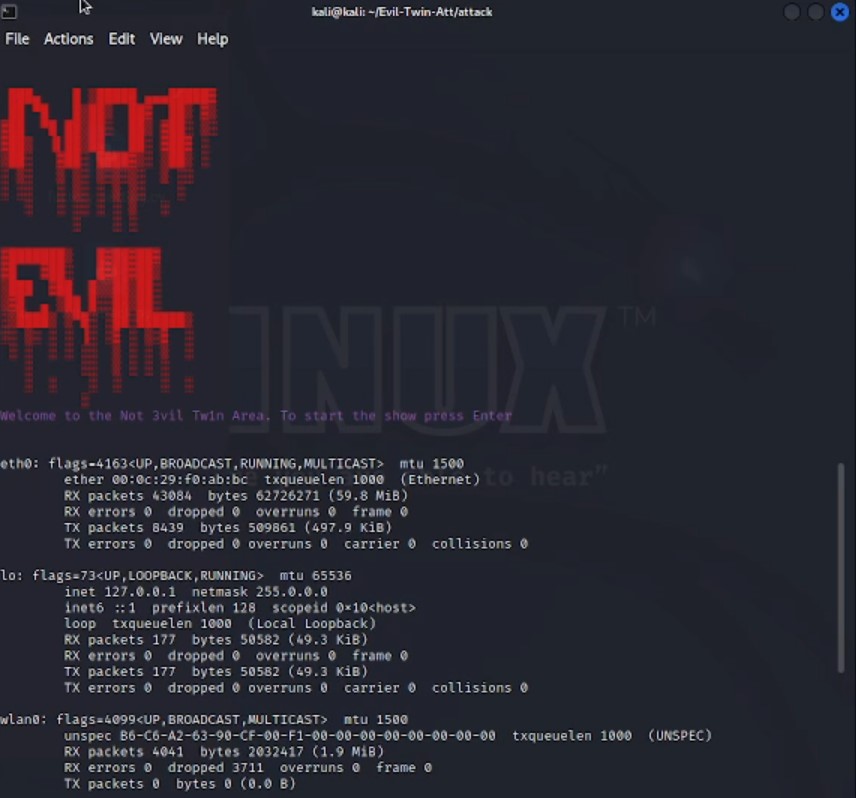 kali@kali: ~/Evil-Twin-Att/attack
File Actions Edit View Help
NOT
EVIL
INUX™
Welcome to the Not 3vil Tw1n Area. To start the show press Enter
to hear"
eth0: flags=4163<UP,BROADCAST,RUNNING,MULTICAST> mtu 1500
ether 00:0c:29:f0:ab:bc txqueuelen 1000 (Ethernet)
RX packets 43084 bytes 62726271 (59.8 MiB)
RX errors 0 dropped 0 overruns 0 frame 0
TX packets 8439 bytes 509861 (497.9 KiB)
TX errors 0 dropped 0 overruns 0 carrier 0 collisions 0
lo: flags=73<UP,LOOPBACK,RUNNING> mtu 65536
inet 127.0.0.1 netmask 255.0.0.0
inet6 ::1 prefixlen 128 scopeid 0×10<host>
loop txqueuelen 1000 (Local Loopback)
RX packets 177 bytes 50582 (49.3 KiB)
RX errors 0 dropped 0 overruns 0 frame 0
TX packets 177 bytes 50582 (49.3 KiB)
TX errors 0 dropped 0 overruns 0 carrier 0 collisions 0
wlan0: flags=4099<UP,BROADCAST,MULTICAST> mtu 1500
unspec B6-C6-A2-63-90-CF-00-F1-00-00-00-00-00-00-00-00 txqueuelen 1000 (UNSPEC)
RX packets 4041 bytes 2032417 (1.9 MiB)
RX errors 0 dropped 3711 overruns 0 frame 0
TX packets 0 bytes 0 (0.0 B)